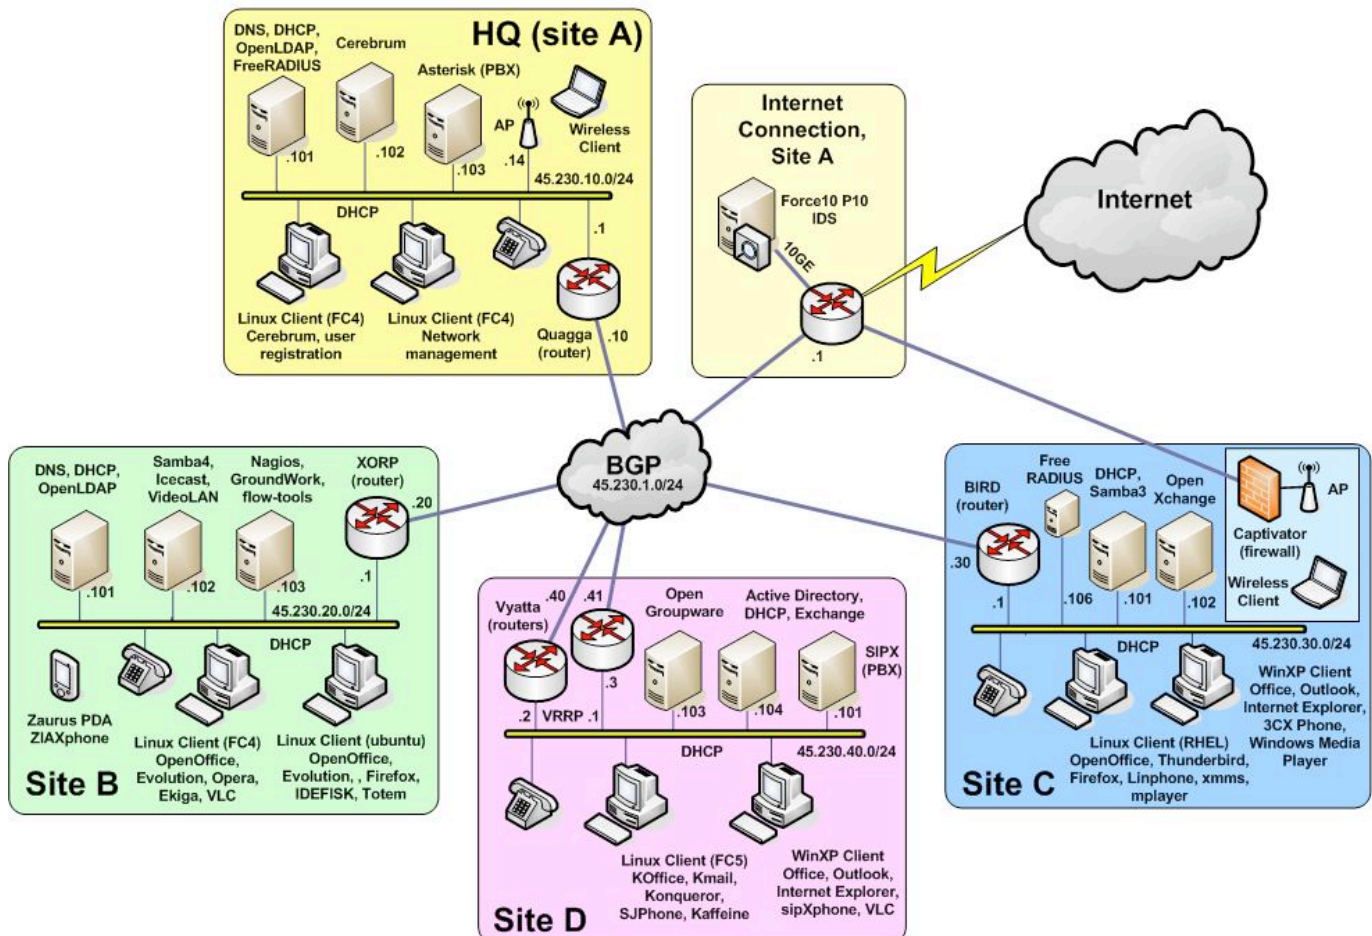 HQ (site A)
DNS, DHCP,
OpenLDAP,
FreeRADIUS
Cerebrum
Asterisk (PBX)
AP
Wireless
Client
.101
.102
.103
.14
45.230.10.0/24
DHCP
.1
Linux Client (FC4)
Cerebrum, user
registration
Linux Client (FC4)
Network
management
Quagga
(router)
.10
Internet
Connection,
Site A
Force10 P10
IDS
10GE
.1
Internet
BGP
45.230.1.0/24
DNS, DHCP,
OpenLDAP
Samba4,
Icecast,
VideoLAN
Nagios,
GroundWork,
flow-tools
XORP
(router)
.20
.1
.101
.102
.103
45.230.20.0/24
DHCP
Zaurus PDA
ZIAXphone
Linux Client (FC4)
OpenOffice,
Evolution, Opera,
Ekiga, VLC
Linux Client (ubuntu)
OpenOffice,
Evolution, , Firefox,
IDEFISK, Totem
Site B
.40
.41
Vyatta
(routers)
Open
Groupware
Active Directory,
DHCP, Exchange
SIPX
(PBX)
.3
.2
VRRP
.1
.103
.104
.101
DHCP
45.230.40.0/24
Linux Client (FC5)
KOffice, Kmail,
Konqueror,
SJPhone, Kaffeine
WinXP Client
Office, Outlook,
Internet Explorer,
sipXphone, VLC
Site D
BIRD
(router)
Free
RADIUS
DHCP,
Samba3
Open
Xchange
AP
Captivator
(firewall)
Wireless
Client
.30
.1
.106
.101
.102
DHCP
45.230.30.0/24
Linux Client (RHEL)
OpenOffice, Thunderbird,
Firefox, Linphone, xmms,
mplayer
WinXP Client
Office, Outlook,
Internet Explorer,
3CX Phone,
Windows Media
Player
Site C